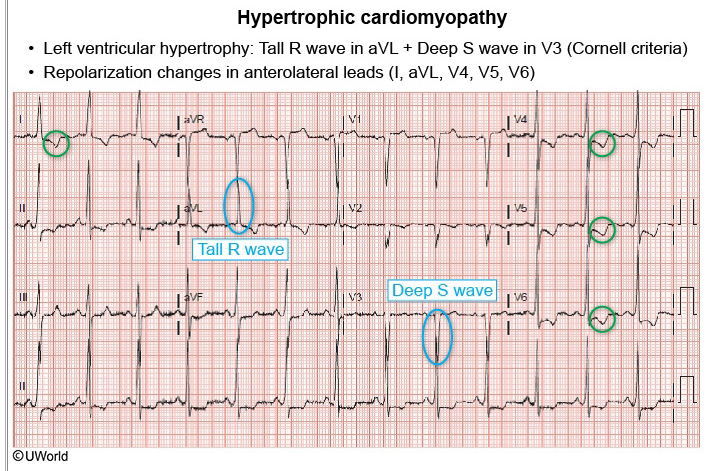 Hypertrophic cardiomyopathy
• Left ventricular hypertrophy: Tall R wave in aVL + Deep S wave in V3 (Cornell criteria)
• Repolarization changes in anterolateral leads (I, aVL, V4, V5, V6)
I aVR V1 V4
II aVL V2 V5
Tall R wave
Deep S wave
III aVF V3 V6
II
©UWorld